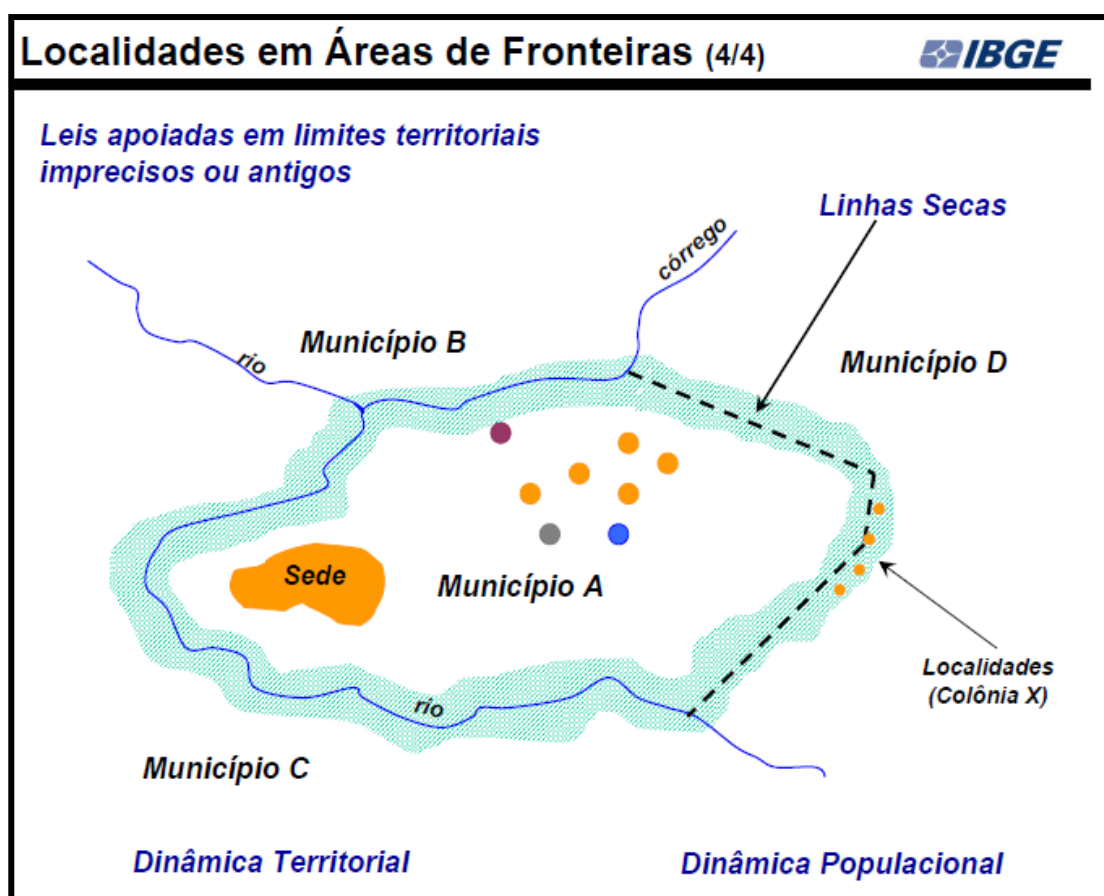 Localidades em Áreas de Fronteiras (4/4)
IBGE
Leis apoiadas em limites territoriais
imprecisos ou antigos
Linhas Secas
córrego
Município B
rio
Município D
Sede
Município A
Localidades
(Colônia X)
rio
Município C
Dinâmica Territorial
Dinâmica Populacional